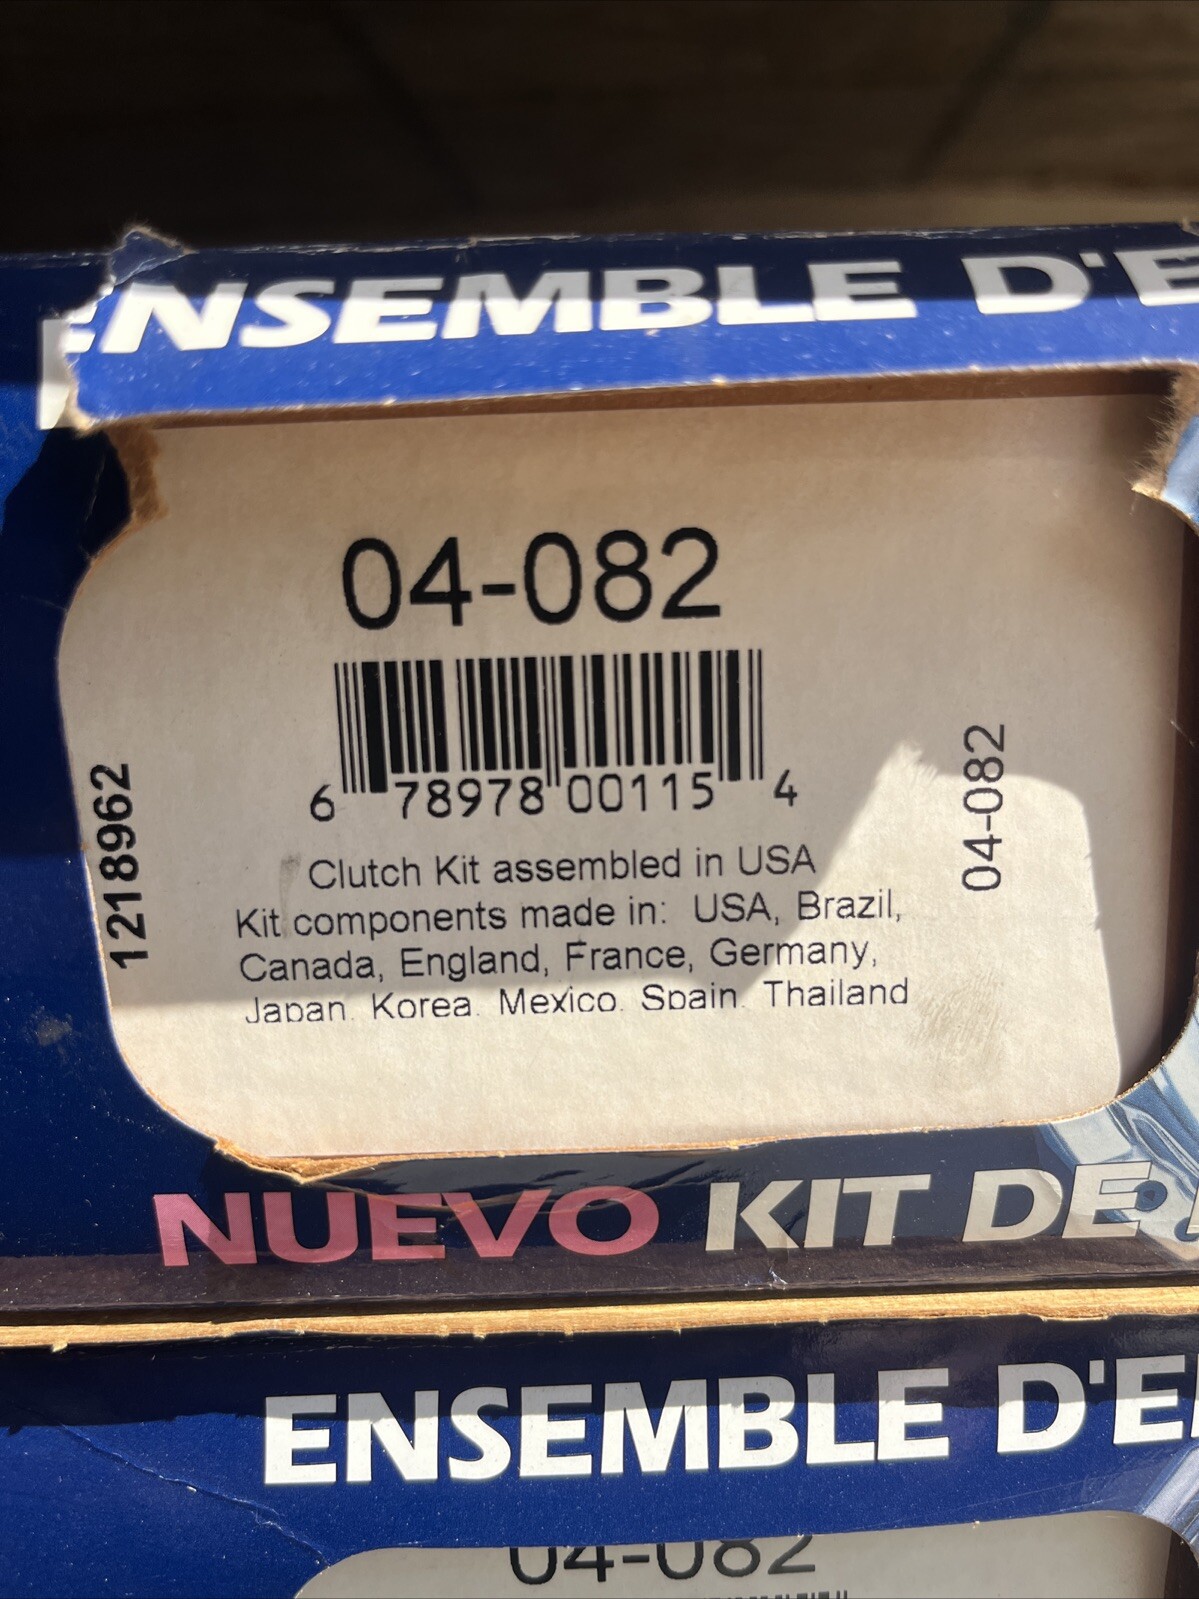 ENSEMBLE D'E
04-082
6 78978 00115 4
1218962
04-082
Clutch Kit assembled in USA
Kit components made in: USA, Brazil,
Canada, England, France, Germany,
Japan, Korea, Mexico, Spain, Thailand
NUEVO KIT DE
ENSEMBLE D'E
04-082